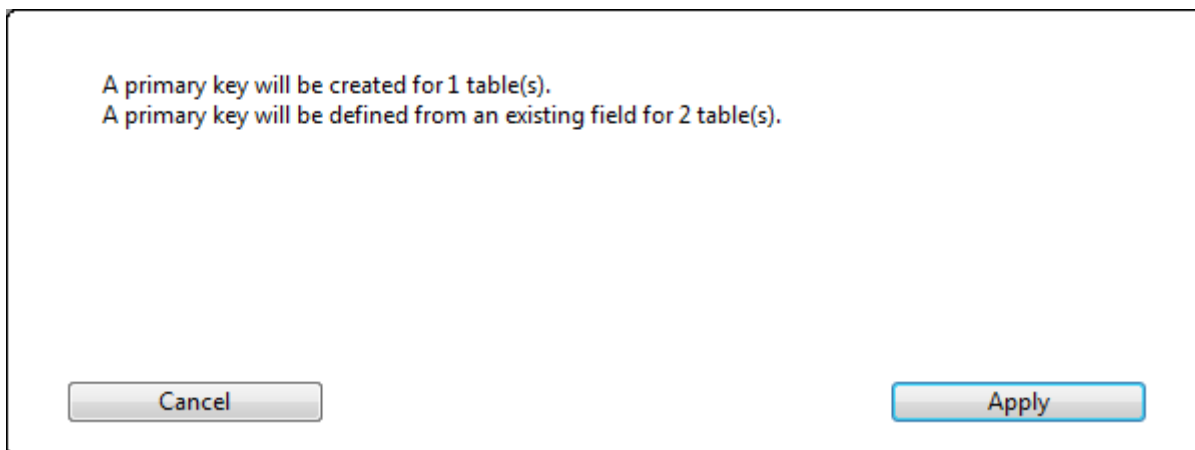 A primary key will be created for 1 table(s).
A primary key will be defined from an existing field for 2 table(s).
Cancel
Apply